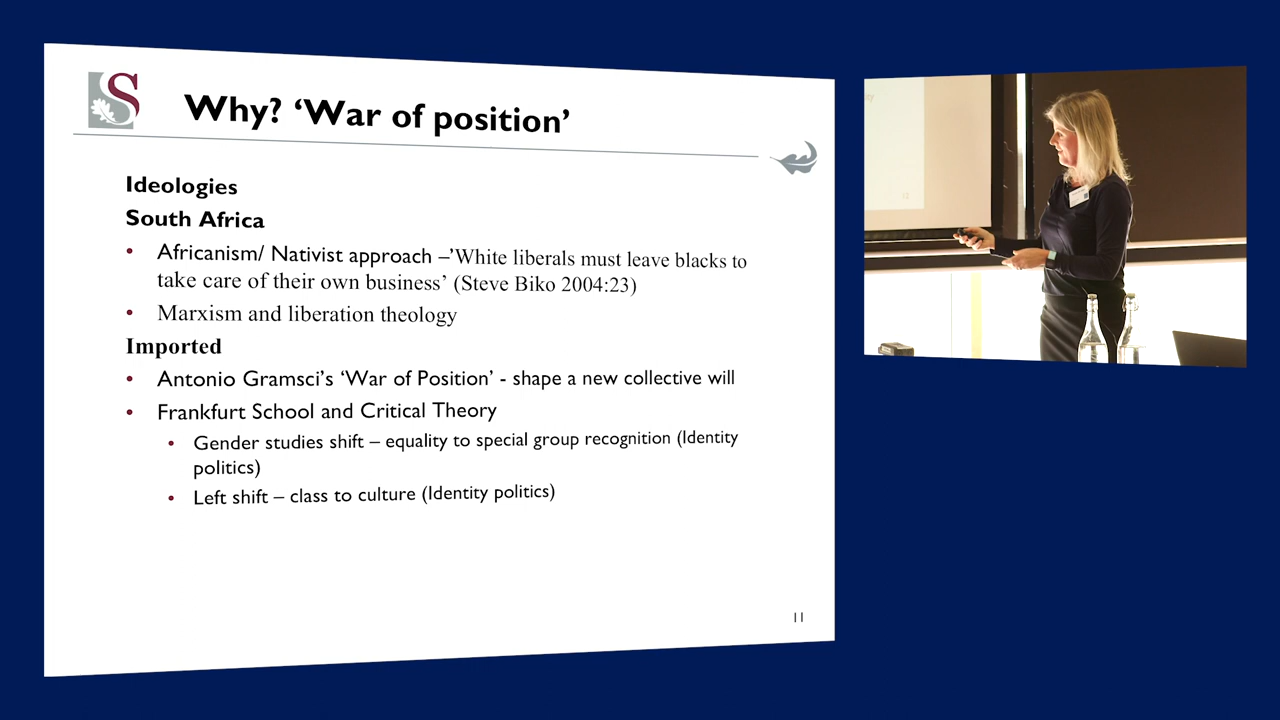 S
Why? ‘War of position’
Ideologies
South Africa
• Africanism/ Nativist approach –’White liberals must leave blacks to
take care of their own business’ (Steve Biko 2004:23)
• Marxism and liberation theology
Imported
• Antonio Gramsci’s ‘War of Position’ - shape a new collective will
• Frankfurt School and Critical Theory
• Gender studies shift – equality to special group recognition (Identity
politics)
• Left shift – class to culture (Identity politics)
11